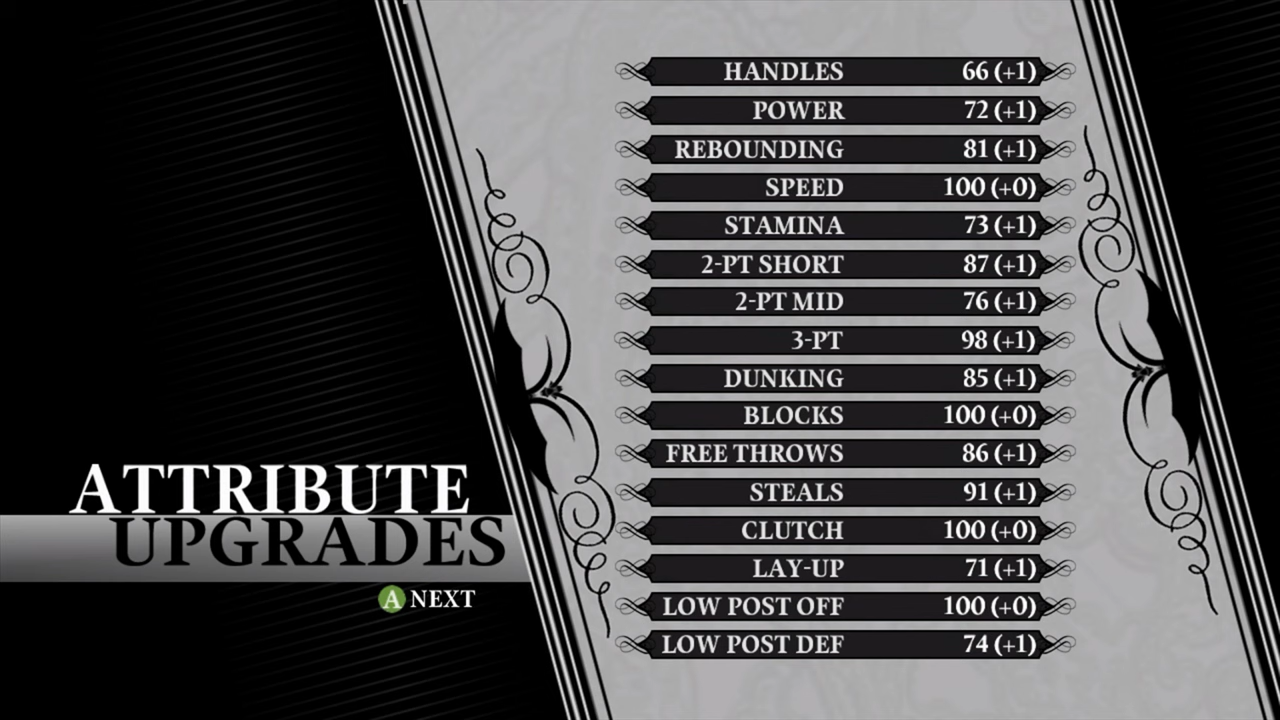 HANDLES 66 (+1)
POWER 72 (+1)
REBOUNDING 81 (+1)
SPEED 100 (+0)
STAMINA 73 (+1)
2-PT SHORT 87 (+1)
2-PT MID 76 (+1)
3-PT 98 (+1)
DUNKING 85 (+1)
BLOCKS 100 (+0)
FREE THROWS 86 (+1)
STEALS 91 (+1)
CLUTCH 100 (+0)
LAY-UP 71 (+1)
LOW POST OFF 100 (+0)
LOW POST DEF 74 (+1)
ATTRIBUTE
UPGRADES
A NEXT